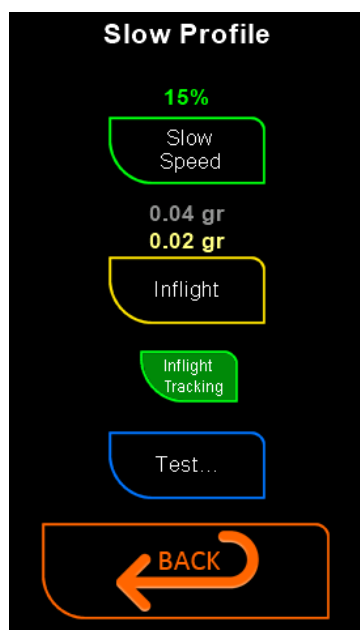 Slow Profile
15%
Slow
Speed
0.04 gr
0.02 gr
Inflight
Inflight
Tracking
Test...
BACK